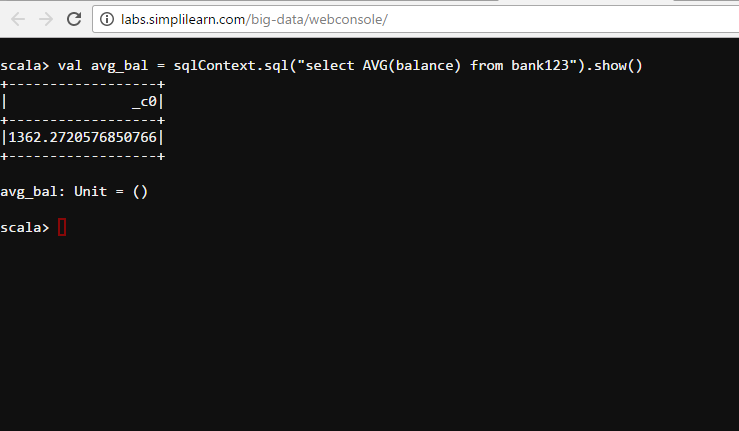 labs.simplilearn.com/big-data/webconsole/
scala> val avg_bal = sqlContext.sql("select AVG(balance) from bank123").show()
+------------------+
|               _c0|
+------------------+
|1362.2720576850766|
+------------------+
avg_bal: Unit = ()
scala>